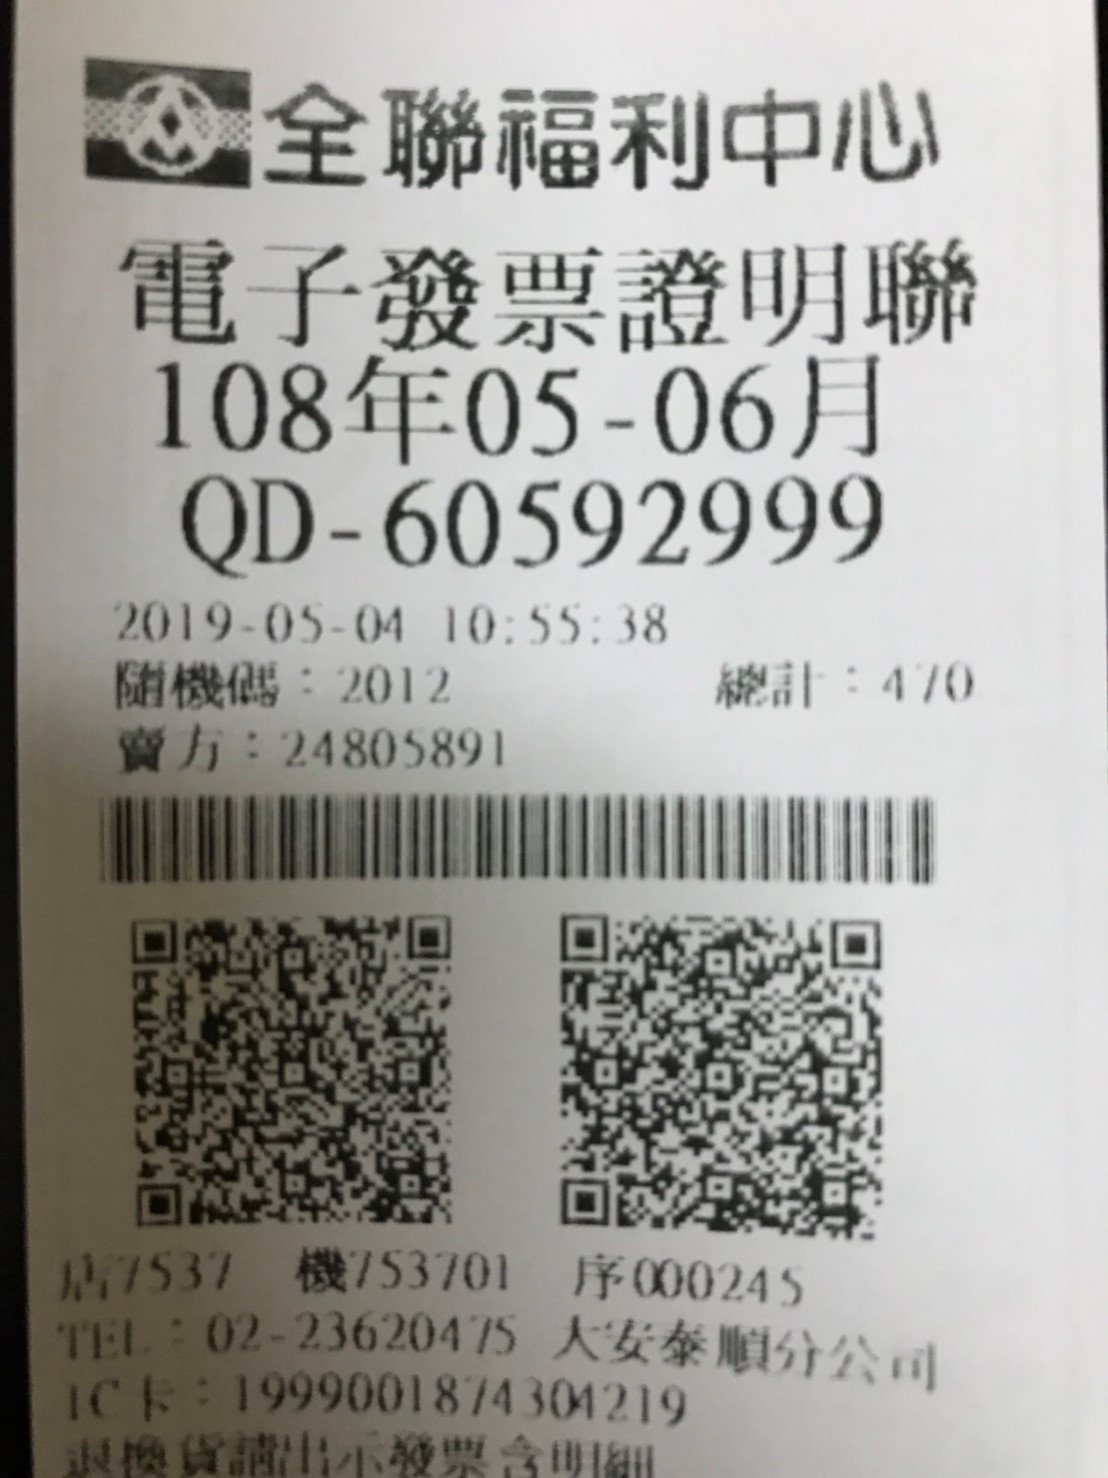 全聯福利中心
電子發票證明聯
108年05-06月
QD-60592999
2019-05-04 10:55:38
隨機碼：2012 總計：470
賣方：24805891
店7537 機753701 序000245
TEL：02-23620475 大安泰順分公司
IC卡：1999001874304219
退換貨請出示發票含明細